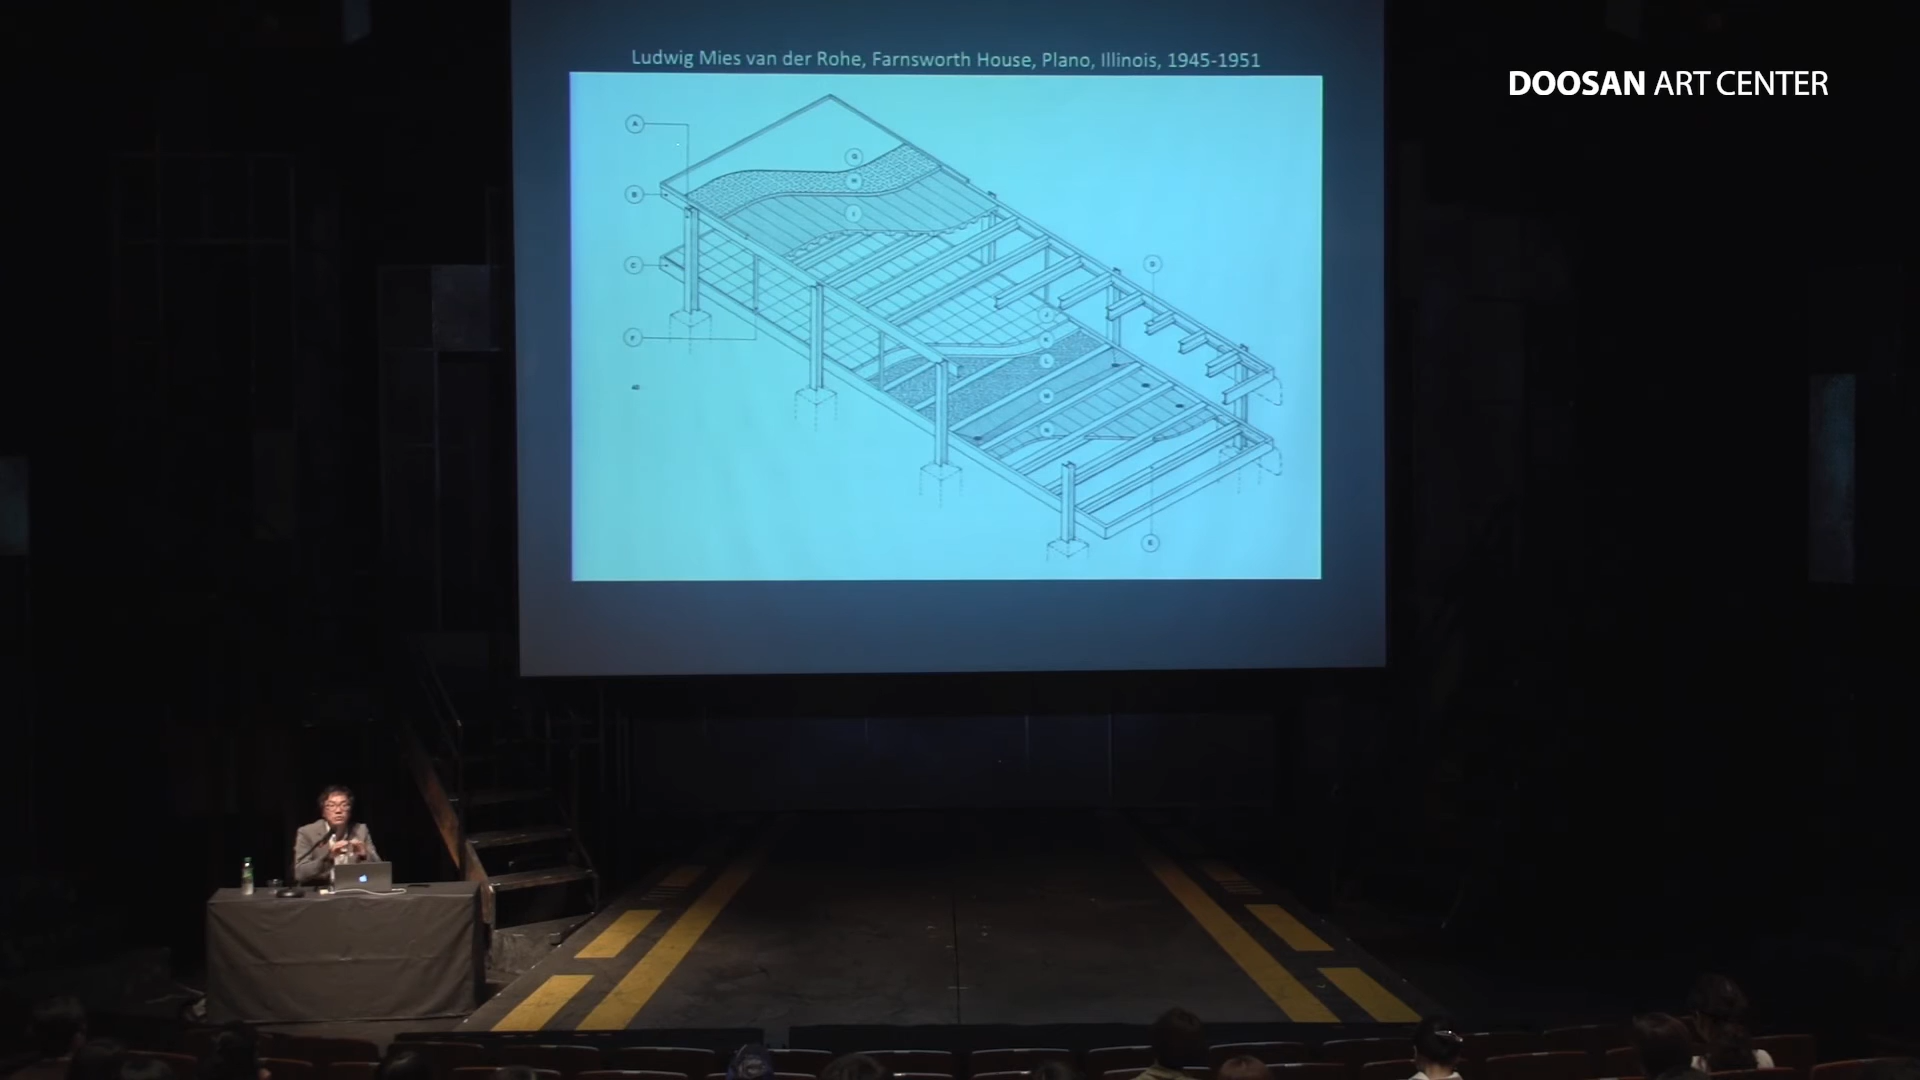 Ludwig Mies van der Rohe, Farnsworth House, Plano, Illinois, 1945-1951
DOOSAN ART CENTER
A
G
B
H
I
C
D
J
F
K
L
M
N
E